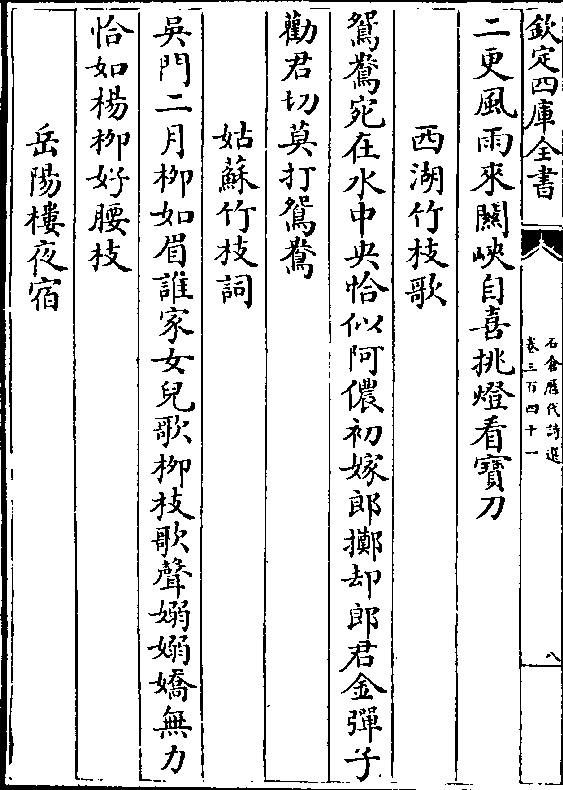 欽定四庫全書
石倉歷代詩選
卷三百四十一
八
二更風雨來關峽自喜挑燈看寶刀
西湖竹枝歌
鴛鴦宛在水中央恰似阿儂初嫁郎擲却郎君金彈子
勸君切莫打鴛鴦
姑蘇竹枝詞
吳門二月柳如眉誰家女兒歌柳枝歌聲嫋嫋嬌無力
恰如楊柳好腰枝
岳陽樓夜宿